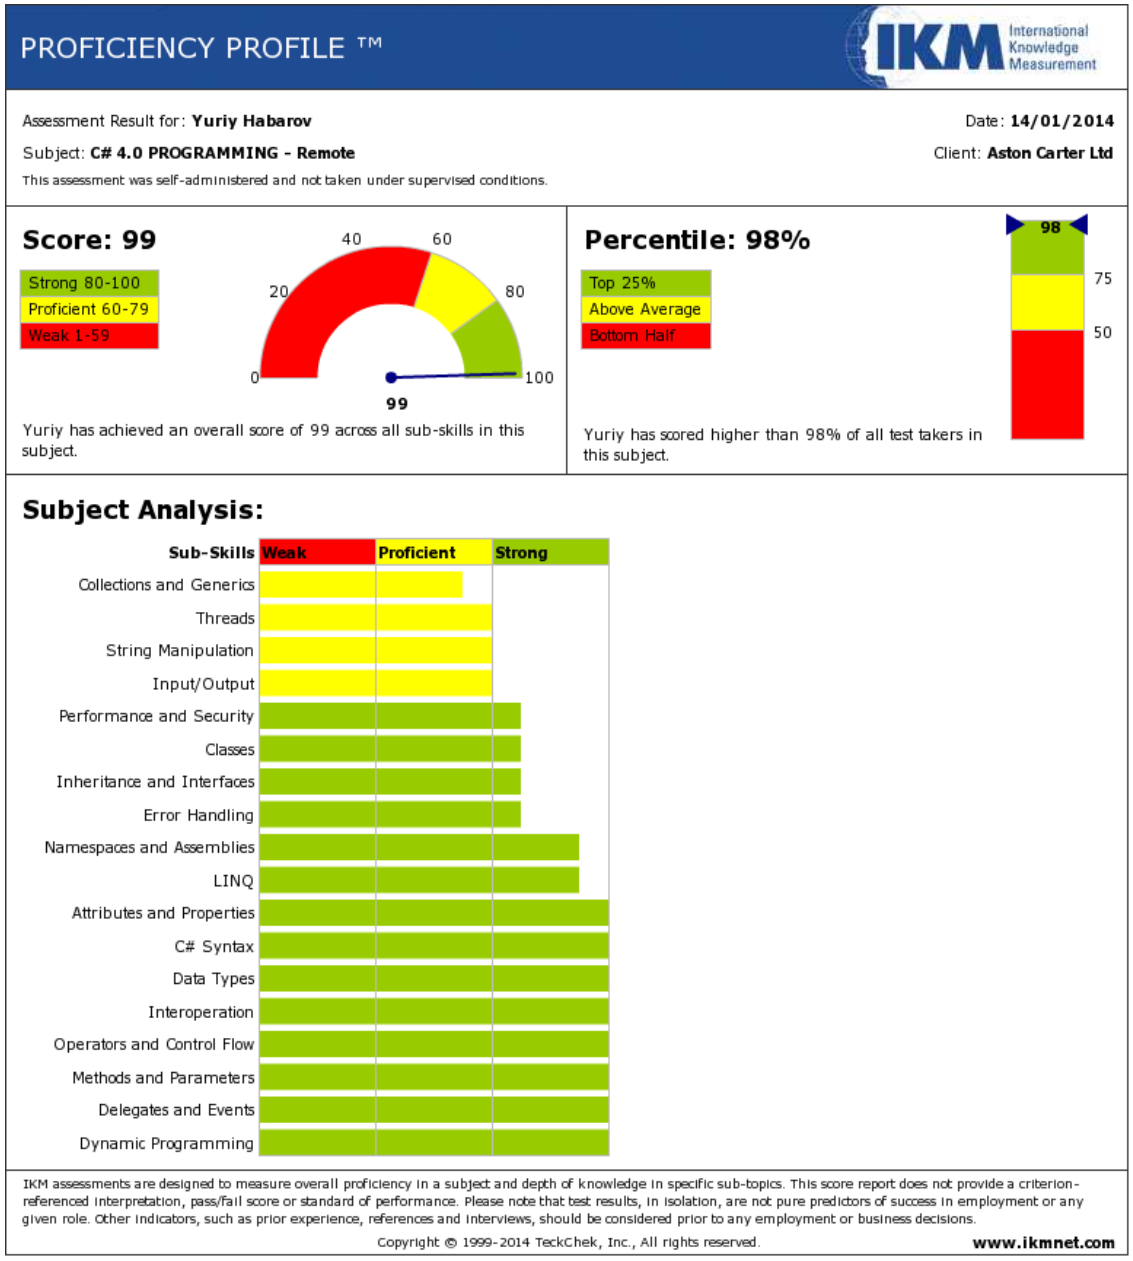 PROFICIENCY PROFILE ™
IKM
International
Knowledge
Measurement
Assessment Result for: Yuriy Habarov
Date: 14/01/2014
Subject: C# 4.0 PROGRAMMING - Remote
Client: Aston Carter Ltd
This assessment was self-administered and not taken under supervised conditions.
Score: 99
Strong 80-100
Proficient 60-79
Weak 1-59
0
20
40
60
80
100
99
Yuriy has achieved an overall score of 99 across all sub-skills in this
subject.
Percentile: 98%
Top 25%
Above Average
Bottom Half
98
75
50
Yuriy has scored higher than 98% of all test takers in
this subject.
Subject Analysis:
Sub-Skills Weak Proficient Strong
Collections and Generics
Threads
String Manipulation
Input/Output
Performance and Security
Classes
Inheritance and Interfaces
Error Handling
Namespaces and Assemblies
LINQ
Attributes and Properties
C# Syntax
Data Types
Interoperation
Operators and Control Flow
Methods and Parameters
Delegates and Events
Dynamic Programming
IKM assessments are designed to measure overall proficiency in a subject and depth of knowledge in specific sub-topics. This score report does not provide a criterion-
referenced interpretation, pass/fail score or standard of performance. Please note that test results, in isolation, are not pure predictors of success in employment or any
given role. Other indicators, such as prior experience, references and interviews, should be considered prior to any employment or business decisions.
Copyright © 1999-2014 TeckChek, Inc., All rights reserved.
www.ikmnet.com